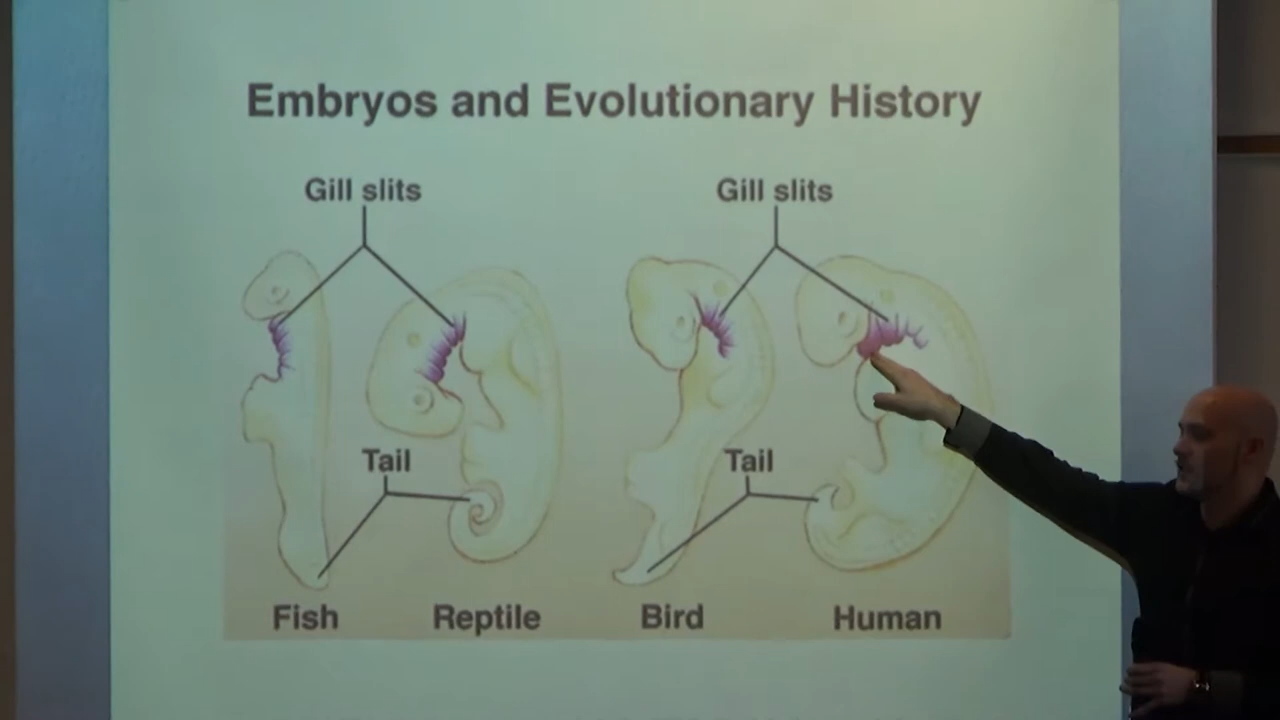 Embryos and Evolutionary History
Gill slits
Gill slits
Tail
Tail
Fish
Reptile
Bird
Human